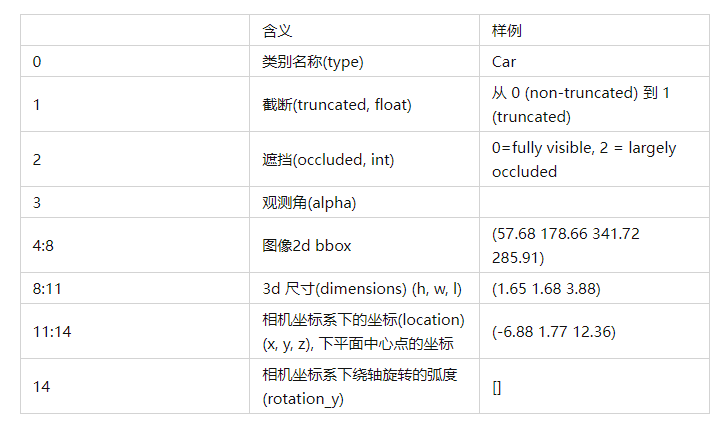 含义 样例
0 类别名称(type) Car
1 截断(truncated, float) 从 0 (non-truncated) 到 1
(truncated)
2 遮挡(occluded, int) 0=fully visible, 2 = largely
occluded
3 观测角(alpha)
4:8 图像2d bbox (57.68 178.66 341.72
285.91)
8:11 3d 尺寸(dimensions) (h, w, l) (1.65 1.68 3.88)
11:14 相机坐标系下的坐标(location)
(x, y, z), 下平面中心点的坐标 (-6.88 1.77 12.36)
14 相机坐标系下绕轴旋转的弧度
(rotation_y) []